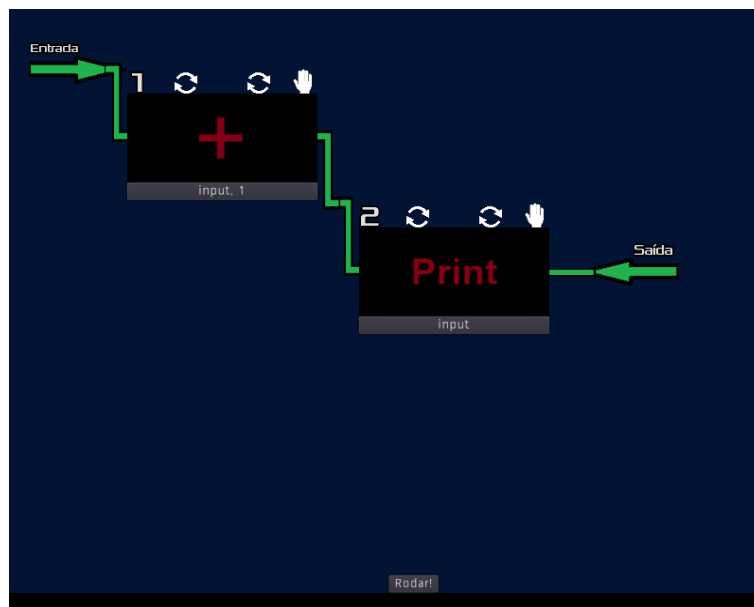 Entrada
1
+
input, 1
2
Print
Saída
input
Rodar!